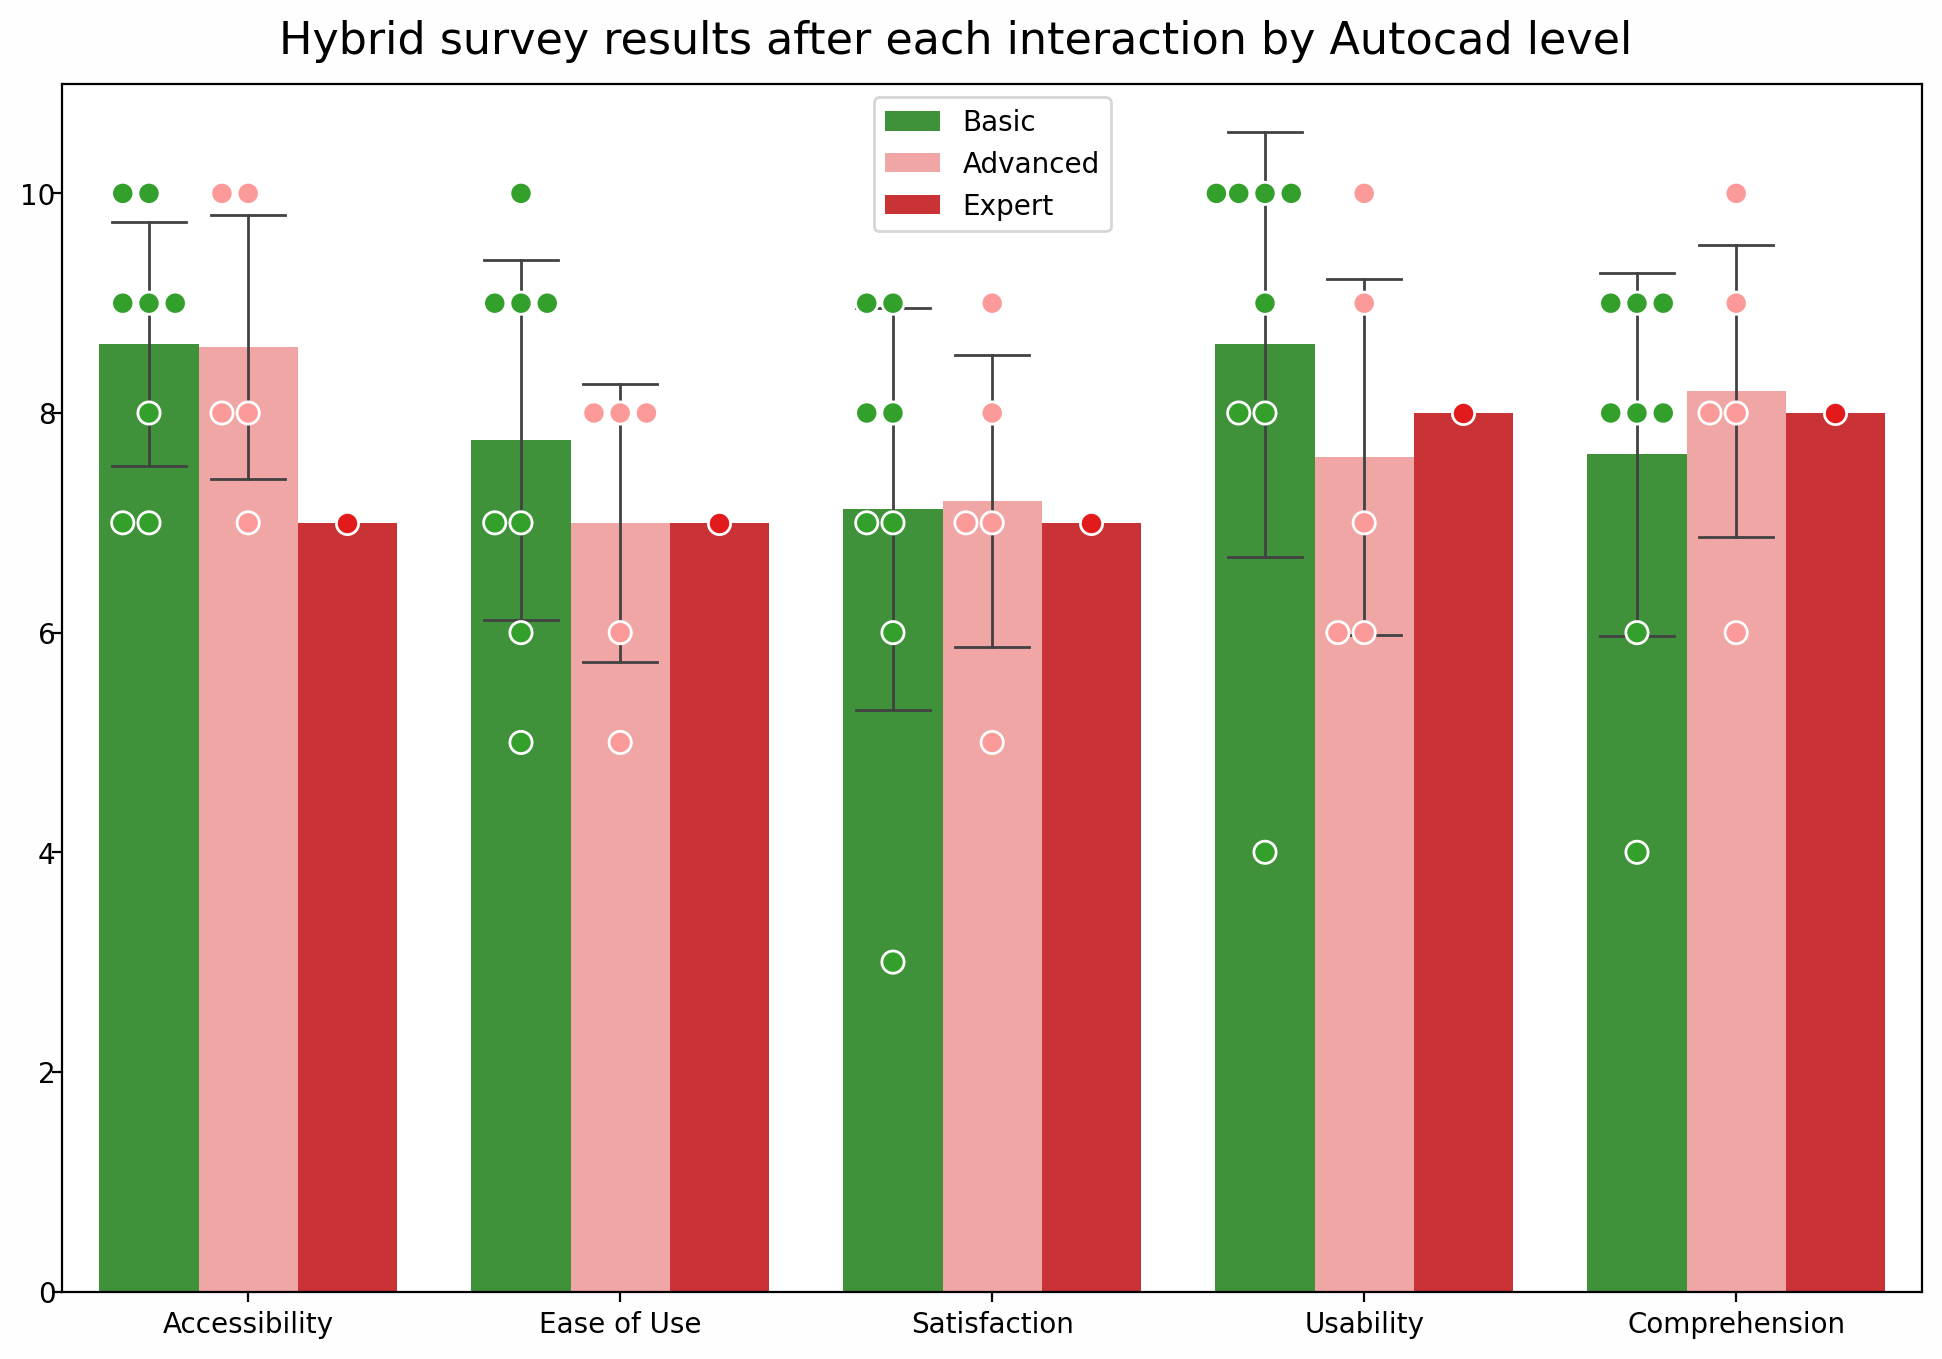 Hybrid survey results after each interaction by Autocad level
Basic
Advanced
Expert
10
8
6
4
2
0
Accessibility
Ease of Use
Satisfaction
Usability
Comprehension